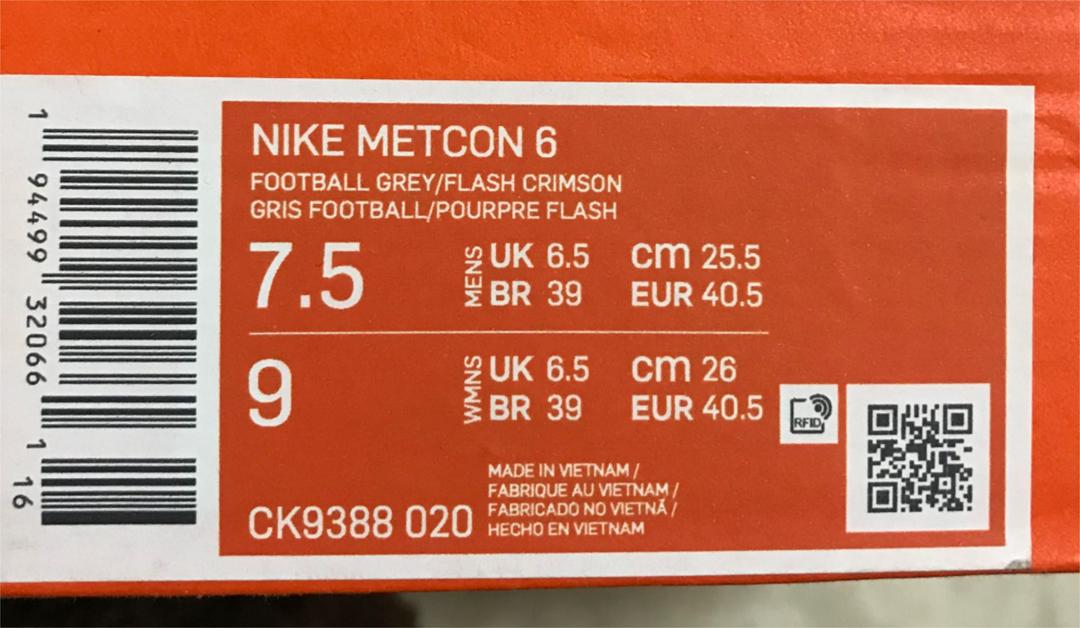 NIKE METCON 6
FOOTBALL GREY/FLASH CRIMSON
GRIS FOOTBALL/POURPRE FLASH
7.5 MENS UK 6.5 cm 25.5
BR 39 EUR 40.5
9 WMNS UK 6.5 cm 26
BR 39 EUR 40.5
RFID
MADE IN VIETNAM /
FABRIQUE AU VIETNAM /
FABRICADO NO VIETNÃ /
HECHO EN VIETNAM
CK9388 020
1 94499 32066 1 16